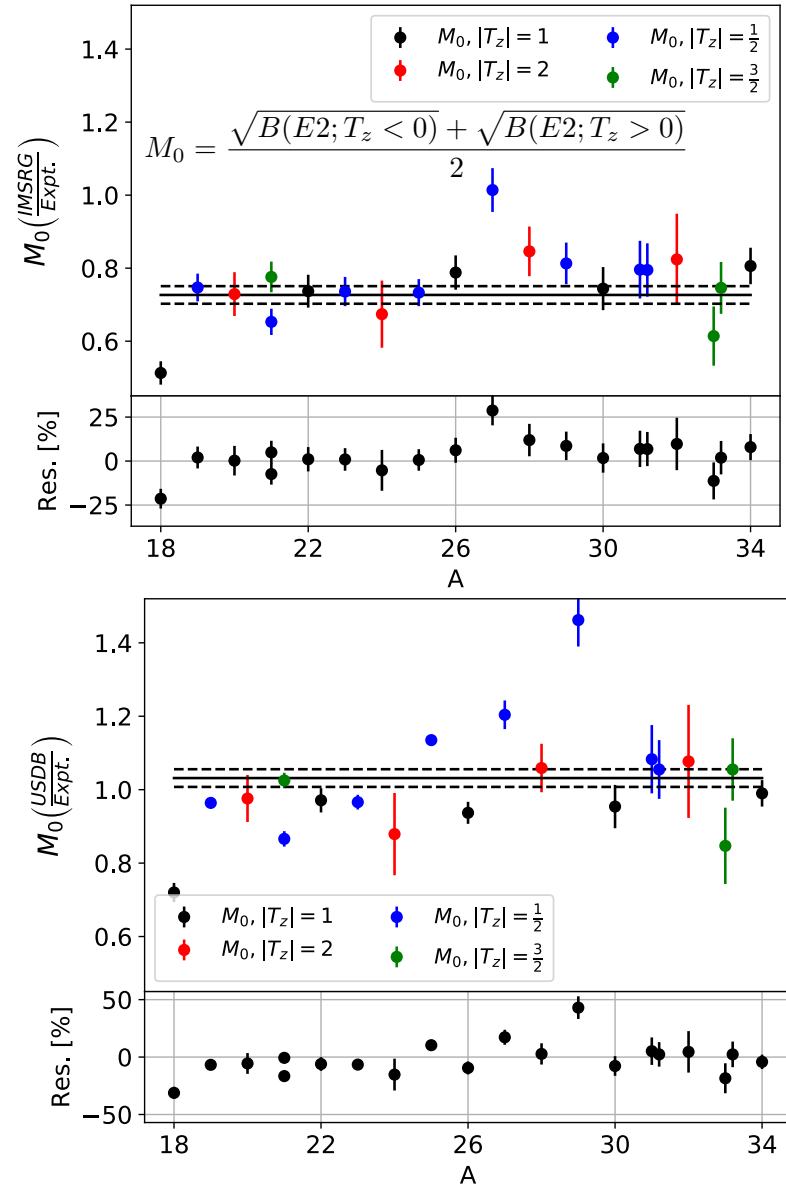 1.4
1.2
1.0
0.8
0.6
M₀(IMSRG/Expt.)
M₀, |T_z| = 1 M₀, |T_z| = 1/2
M₀, |T_z| = 2 M₀, |T_z| = 3/2
M₀ = (√B(E2; T_z < 0) + √B(E2; T_z > 0))/2
25
0
−25
Res. [%]
18 22 26 30 34
A
1.4
1.2
1.0
0.8
0.6
M₀(USDB/Expt.)
M₀, |T_z| = 1 M₀, |T_z| = 1/2
M₀, |T_z| = 2 M₀, |T_z| = 3/2
50
0
−50
Res. [%]
18 22 26 30 34
A